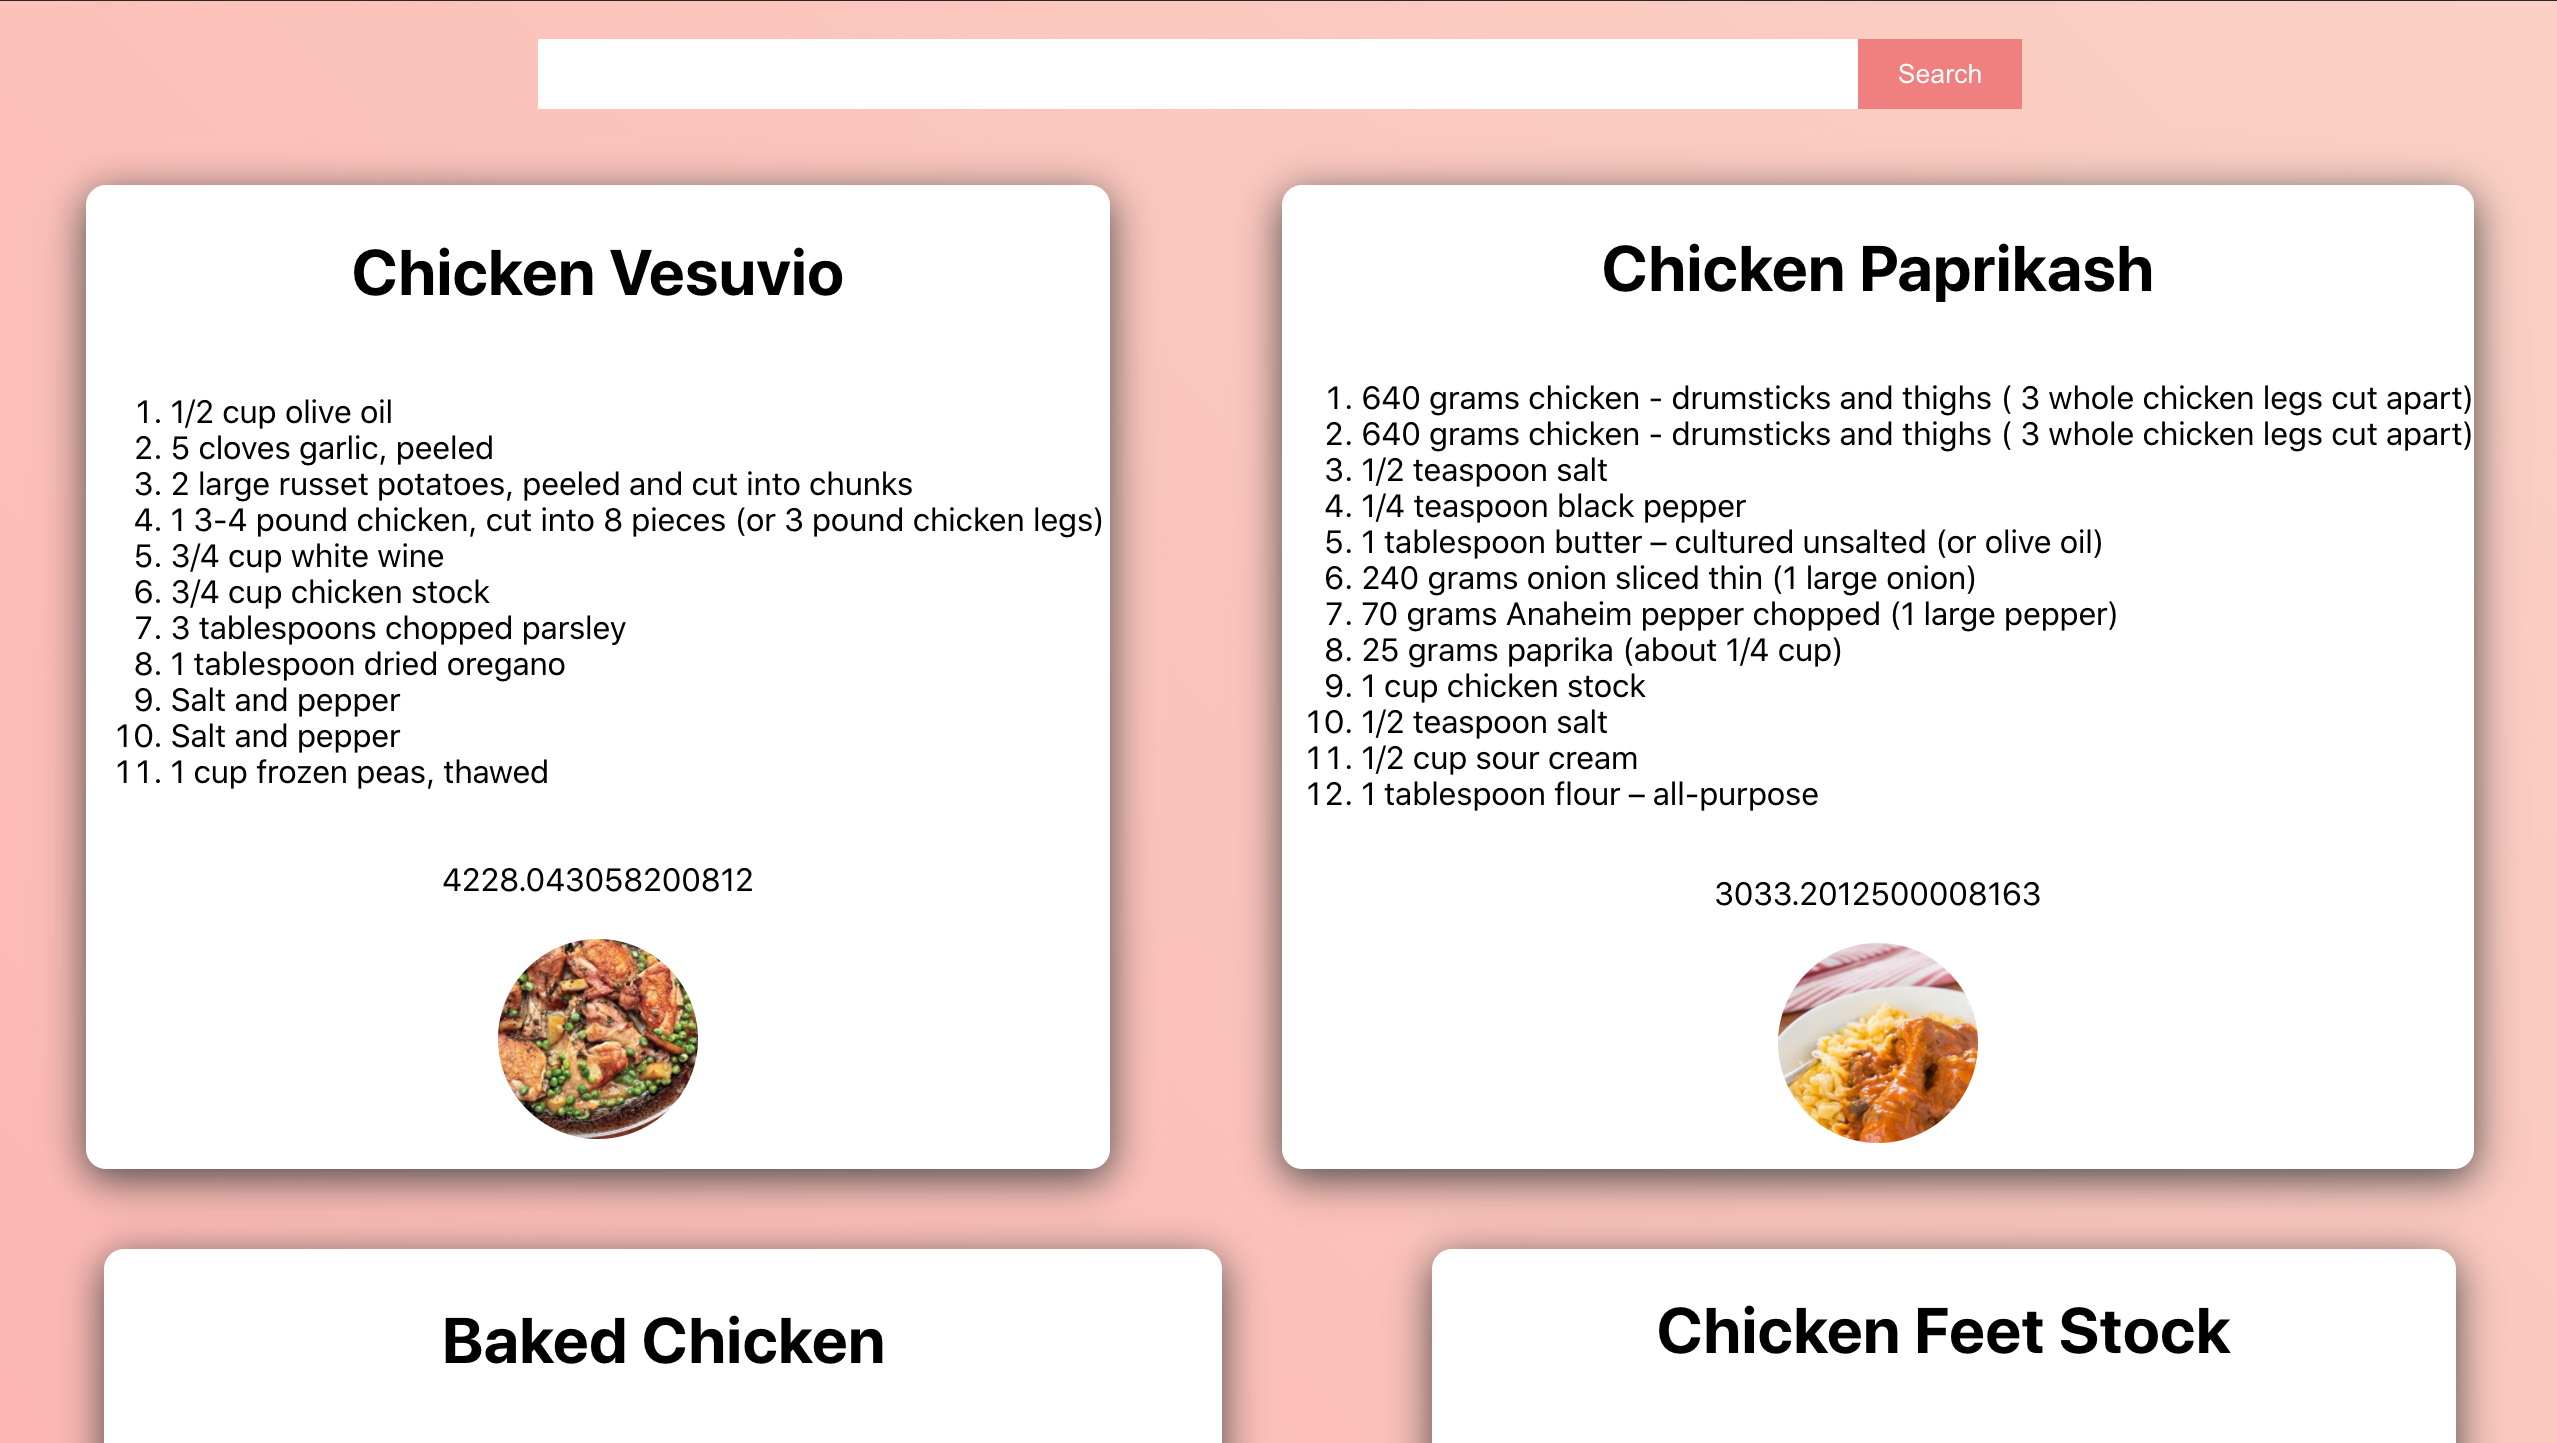 Search
Chicken Vesuvio
1. 1/2 cup olive oil
2. 5 cloves garlic, peeled
3. 2 large russet potatoes, peeled and cut into chunks
4. 1 3-4 pound chicken, cut into 8 pieces (or 3 pound chicken legs)
5. 3/4 cup white wine
6. 3/4 cup chicken stock
7. 3 tablespoons chopped parsley
8. 1 tablespoon dried oregano
9. Salt and pepper
10. Salt and pepper
11. 1 cup frozen peas, thawed
4228.043058200812
Chicken Paprikash
1. 640 grams chicken - drumsticks and thighs ( 3 whole chicken legs cut apart)
2. 640 grams chicken - drumsticks and thighs ( 3 whole chicken legs cut apart)
3. 1/2 teaspoon salt
4. 1/4 teaspoon black pepper
5. 1 tablespoon butter – cultured unsalted (or olive oil)
6. 240 grams onion sliced thin (1 large onion)
7. 70 grams Anaheim pepper chopped (1 large pepper)
8. 25 grams paprika (about 1/4 cup)
9. 1 cup chicken stock
10. 1/2 teaspoon salt
11. 1/2 cup sour cream
12. 1 tablespoon flour – all-purpose
3033.2012500008163
Baked Chicken
Chicken Feet Stock